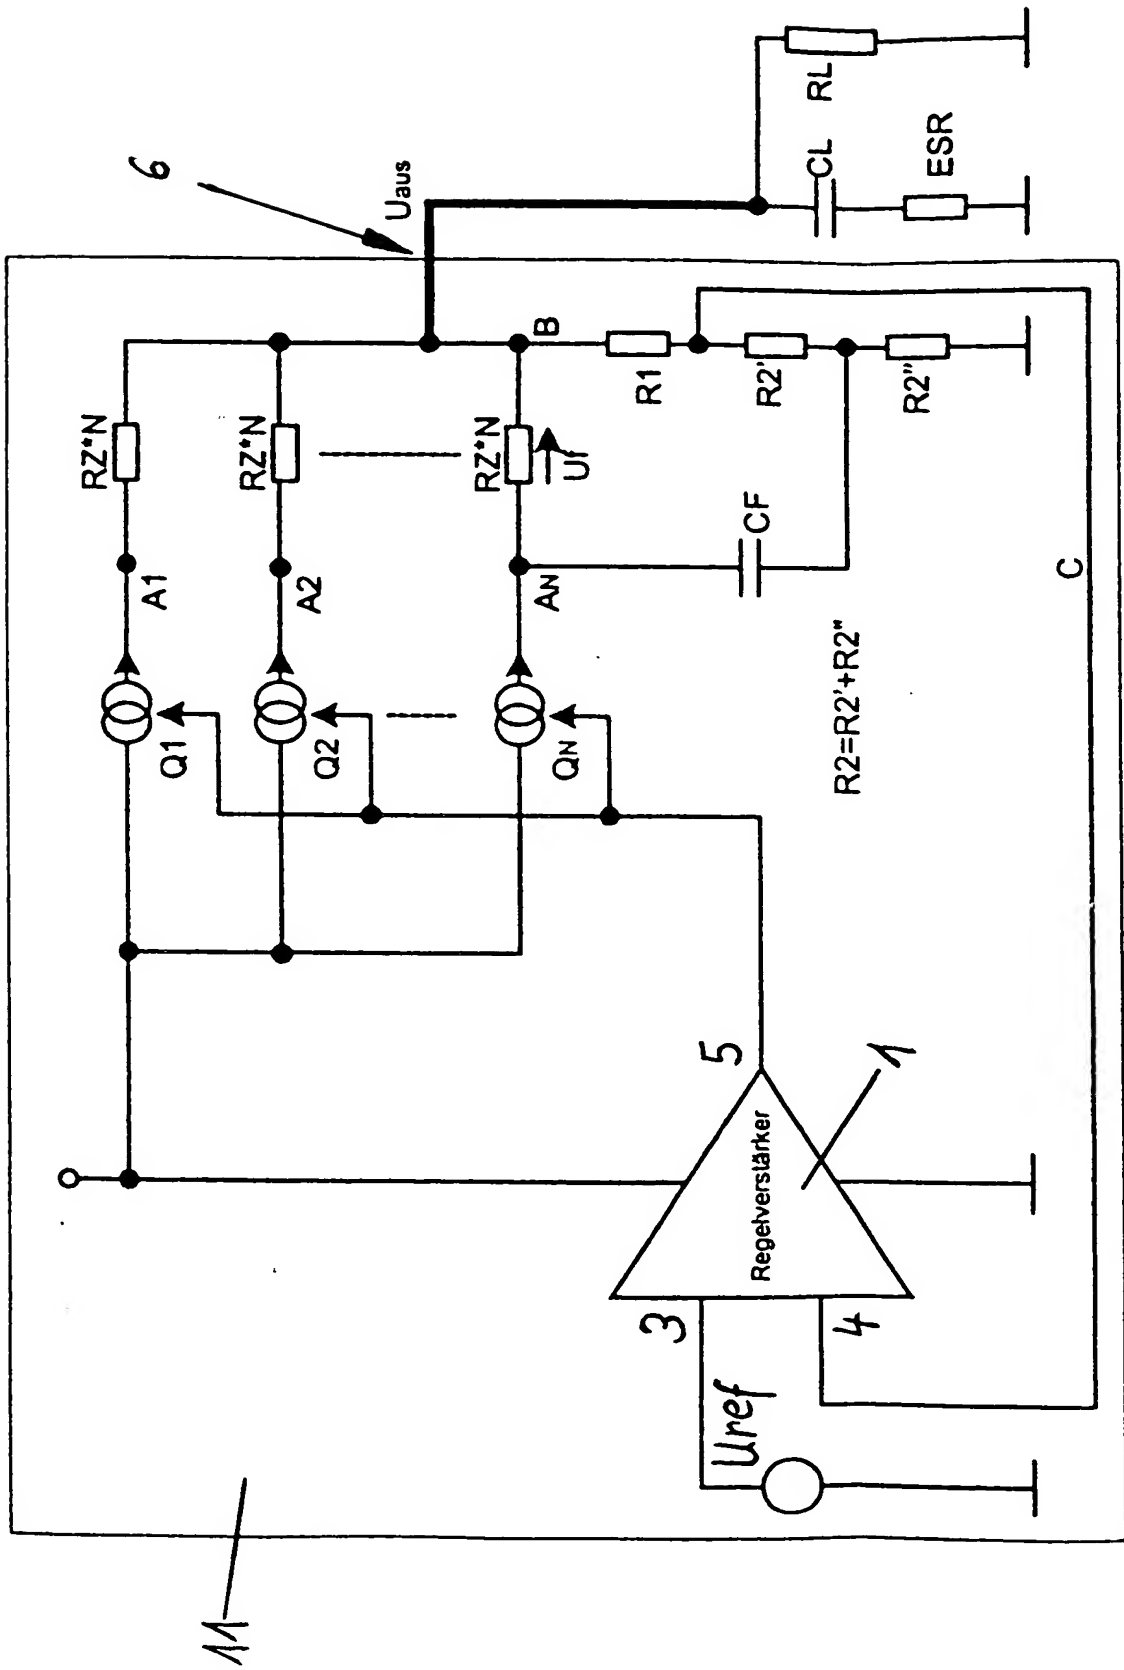 11
6
Uaus
RL
CL
ESR
RZ*N
A1
Q1
RZ*N
A2
Q2
RZ*N
Uf
AN
QN
B
R1
R2'
R2"
CF
C
R2=R2'+R2"
5
Regelverstärker
1
3
4
Uref